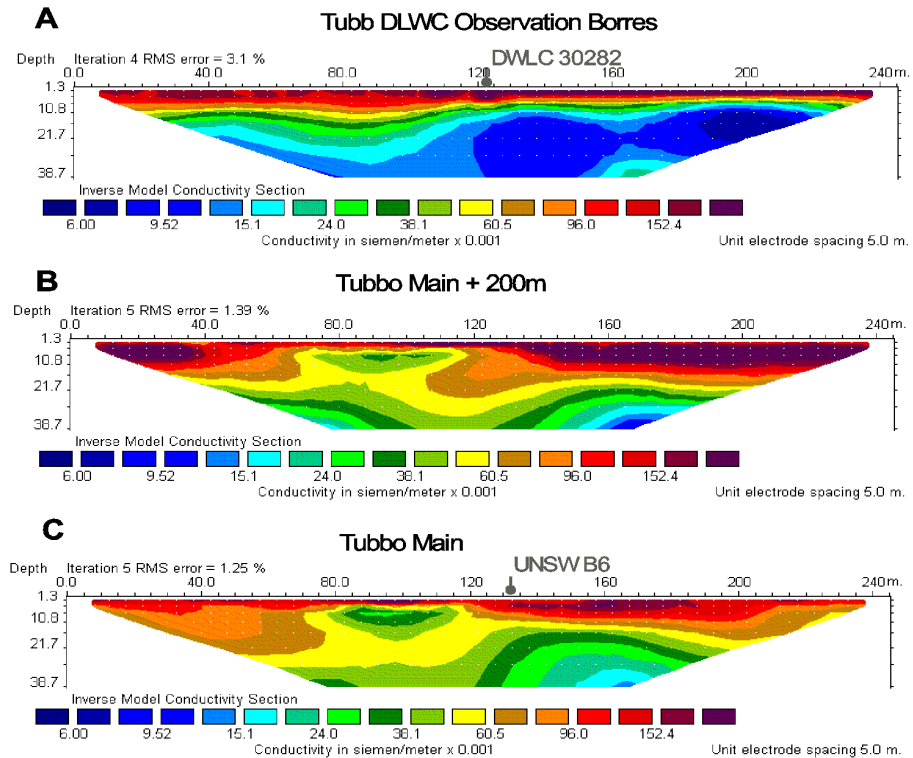 A
Tubb DLWC Observation Borres
Depth Iteration 4 RMS error = 3.1 %
DWLC 30282
0.0 40.0 80.0 120. 160. 200 240 m.
1.3
10.8
21.7
38.7
Inverse Model Conductivity Section
6.00 9.52 15.1 24.0 38.1 60.5 96.0 152.4
Conductivity in siemen/meter x 0.001 Unit electrode spacing 5.0 m.
B
Tubbo Main + 200m
Depth Iteration 5 RMS error = 1.39 %
0.0 40.0 80.0 120 160 200 240 m.
1.3
10.8
21.7
38.7
Inverse Model Conductivity Section
6.00 9.52 15.1 24.0 38.1 60.5 96.0 152.4
Conductivity in siemen/meter x 0.001 Unit electrode spacing 5.0 m.
C
Tubbo Main
Depth Iteration 5 RMS error = 1.25 %
UNSW B6
0.0 40.0 80.0 120 160 200 240 m.
1.3
10.8
21.7
38.7
Inverse Model Conductivity Section
6.00 9.52 15.1 24.0 38.1 60.5 96.0 152.4
Conductivity in siemen/meter x 0.001 Unit electrode spacing 5.0 m.